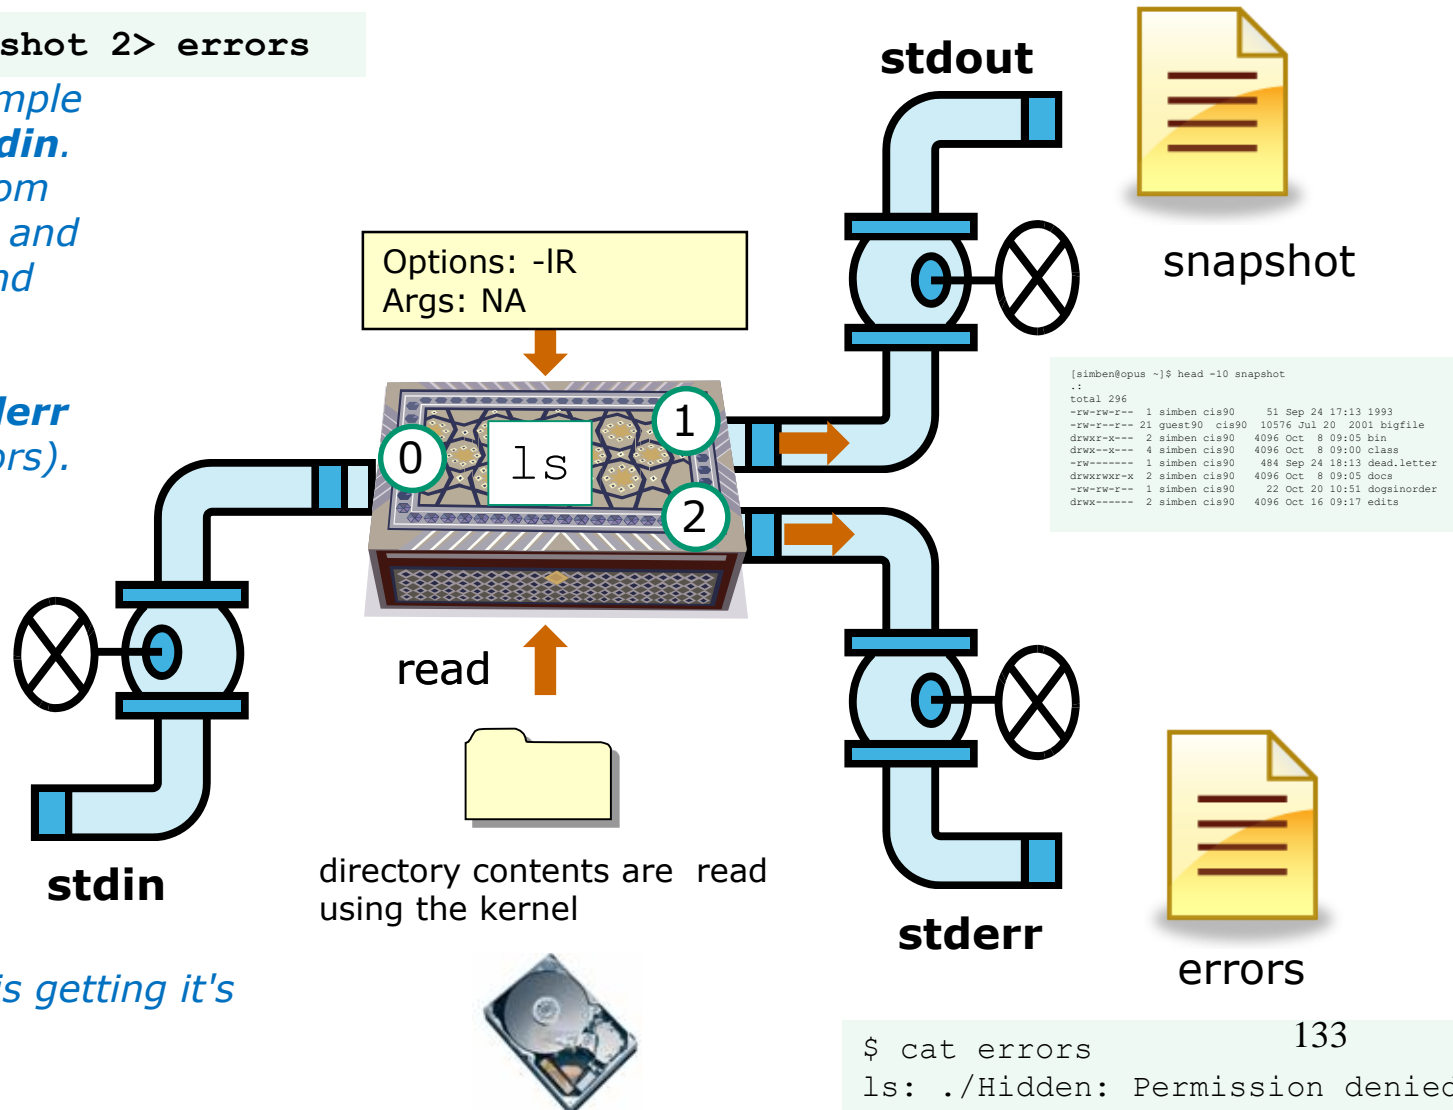 shot 2> errors
mple
din.
om
and
nd
derr
ors).
is getting it's
Options: -lR
Args: NA
0
1
2
ls
read
directory contents are  read
using the kernel
stdin
stdout
snapshot
[simben@opus ~]$ head -10 snapshot
.:
total 296
-rw-rw-r--  1 simben cis90     51 Sep 24 17:13 1993
-rw-r--r-- 21 guest90  cis90  10576 Jul 20  2001 bigfile
drwxr-x---  2 simben cis90   4096 Oct  8 09:05 bin
drwx--x---  4 simben cis90   4096 Oct  8 09:00 class
-rw-------  1 simben cis90    484 Sep 24 18:13 dead.letter
drwxrwxr-x  2 simben cis90   4096 Oct  8 09:05 docs
-rw-rw-r--  1 simben cis90     22 Oct 20 10:51 dogsinorder
drwx------  2 simben cis90   4096 Oct 16 09:17 edits
stderr
errors
133
$ cat errors
ls: ./Hidden: Permission denied